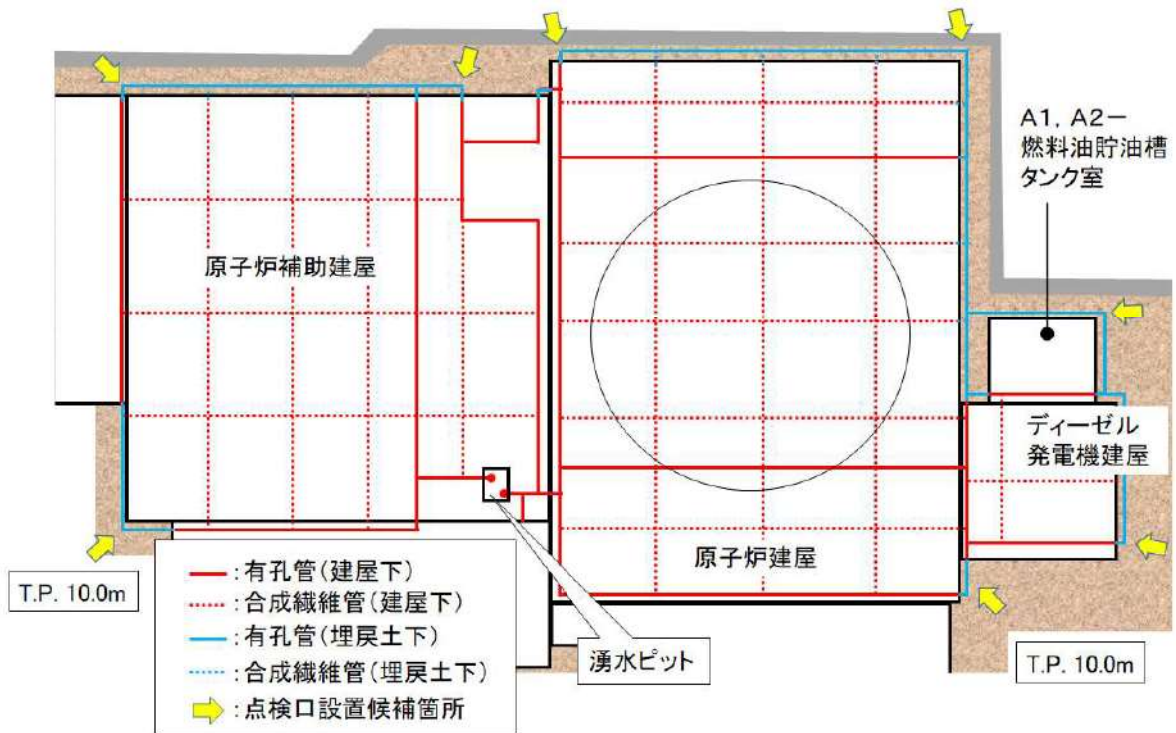 A1, A2－
燃料油貯油槽
タンク室
原子炉補助建屋
ディーゼル
発電機建屋
原子炉建屋
湧水ピット
T.P. 10.0m
T.P. 10.0m
：有孔管（建屋下）
：合成繊維管（建屋下）
：有孔管（埋戻土下）
：合成繊維管（埋戻土下）
：点検口設置候補箇所